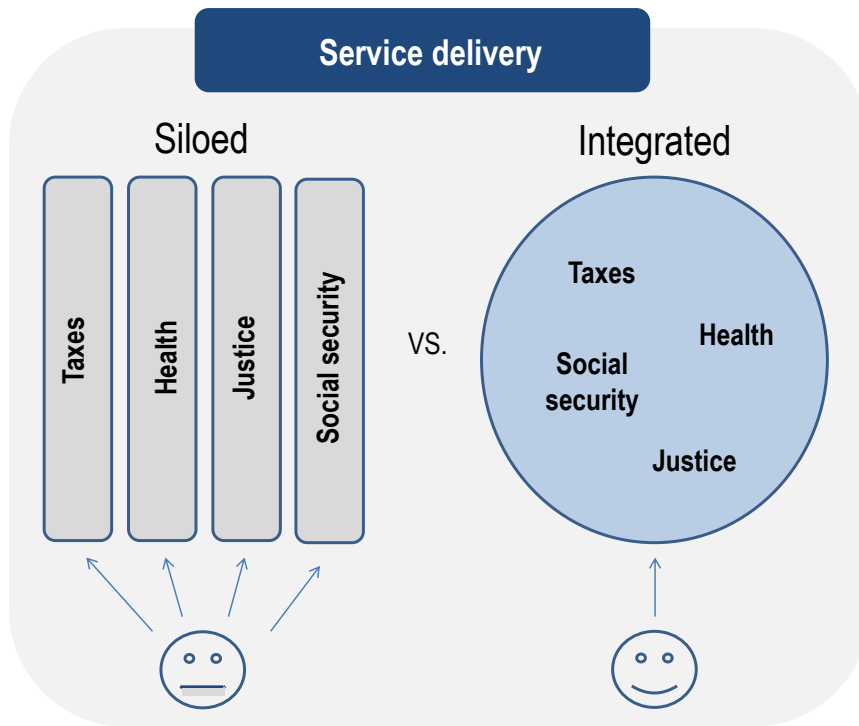 Service delivery
Siloed
Taxes
Health
Justice
Social security
VS.
Integrated
Taxes
Health
Social
security
Justice